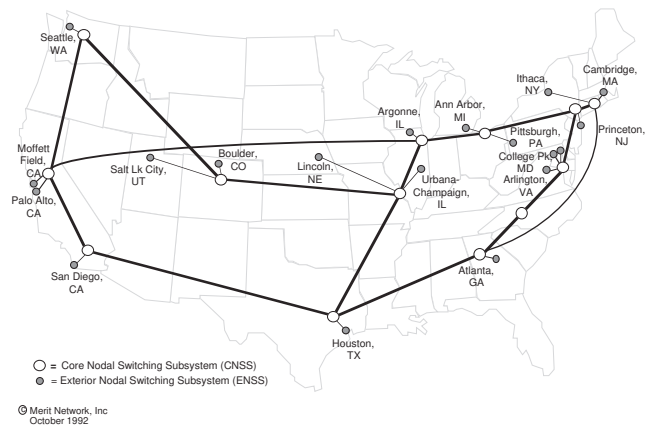 Seattle,
WA
Ithaca,
NY
Cambridge,
MA
Argonne,
IL
Ann Arbor,
MI
Moffett
Field,
CA
Palo Alto,
CA
Salt Lk City,
UT
Boulder,
CO
Lincoln,
NE
Urbana-
Champaign,
IL
Pittsburgh,
PA
College Pk,
MD
Arlington,
VA
Princeton,
NJ
San Diego,
CA
Atlanta,
GA
Houston,
TX
= Core Nodal Switching Subsystem (CNSS)
= Exterior Nodal Switching Subsystem (ENSS)
© Merit Network, Inc
October 1992